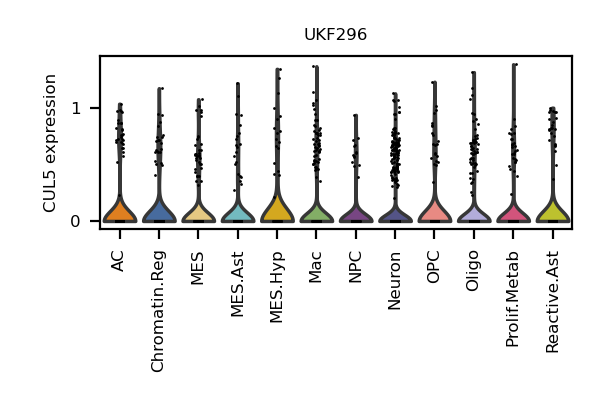 UKF296
CUL5 expression
1
0
AC
Chromatin.Reg
MES
MES.Ast
MES.Hyp
Mac
NPC
Neuron
OPC
Oligo
Prolif.Metab
Reactive.Ast